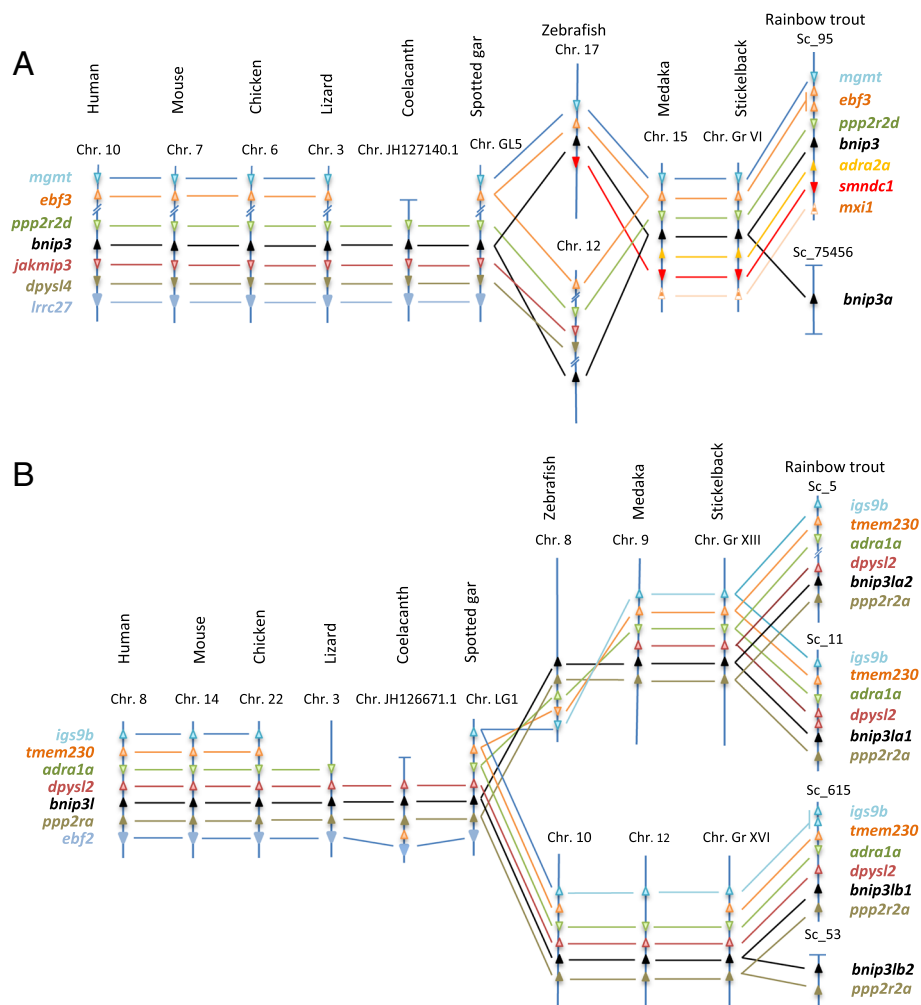 A
Human
Mouse
Chicken
Lizard
Coelacanth
Spotted gar
Zebrafish
Chr. 17
Medaka
Stickelback
Rainbow trout
Sc_95
Chr. 10
Chr. 7
Chr. 6
Chr. 3
Chr. JH127140.1
Chr. GL5
Chr. 15
Chr. Gr VI
mgmt
ebf3
ppp2r2d
bnip3
jakmip3
dpysl4
lrrc27
Chr. 12
mgmt
ebf3
ppp2r2d
bnip3
adra2a
smndc1
mxi1
Sc_75456
bnip3a
B
Human
Mouse
Chicken
Lizard
Coelacanth
Spotted gar
Zebrafish
Medaka
Stickelback
Rainbow trout
Chr. 8
Chr. 14
Chr. 22
Chr. 3
Chr. JH126671.1
Chr. LG1
Chr. 8
Chr. 9
Chr. Gr XIII
Sc_5
igs9b
tmem230
adra1a
dpysl2
bnip3l
ppp2ra
ebf2
igs9b
tmem230
adra1a
dpysl2
bnip3la2
ppp2r2a
Sc_11
igs9b
tmem230
adra1a
dpysl2
bnip3la1
ppp2r2a
Chr. 10
Chr. 12
Chr. Gr XVI
Sc_615
igs9b
tmem230
adra1a
dpysl2
bnip3lb1
ppp2r2a
Sc_53
bnip3lb2
ppp2r2a